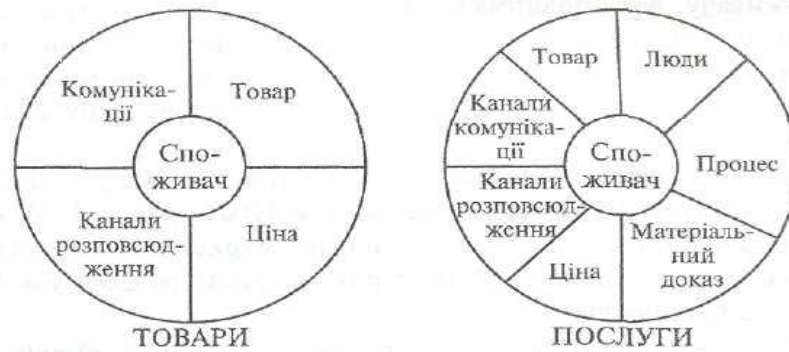 Комуніка-
ції
Товар
Спо-
живач
Канали
розповсюд-
ження
Ціна
ТОВАРИ
Товар
Люди
Канали
комуніка-
ції
Спо-
живач
Процес
Канали
розповсюд-
ження
Ціна
Матеріаль-
ний
доказ
ПОСЛУГИ